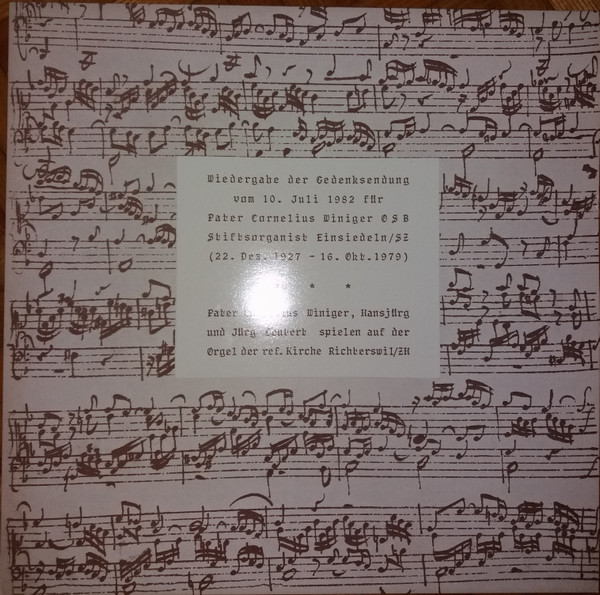 Wiedergabe der Gedenksendung
vom 10. Juli 1982 für
Pater Cornelius Winiger OSB
Stiftsorganist Einsiedeln/SZ
(22. Dez. 1927 - 16. Okt. 1979)
* *
Pater Winiger, Hansjürg
und Jürg spielen auf der
Orgel der ref. Kirche Richterswil/ZH